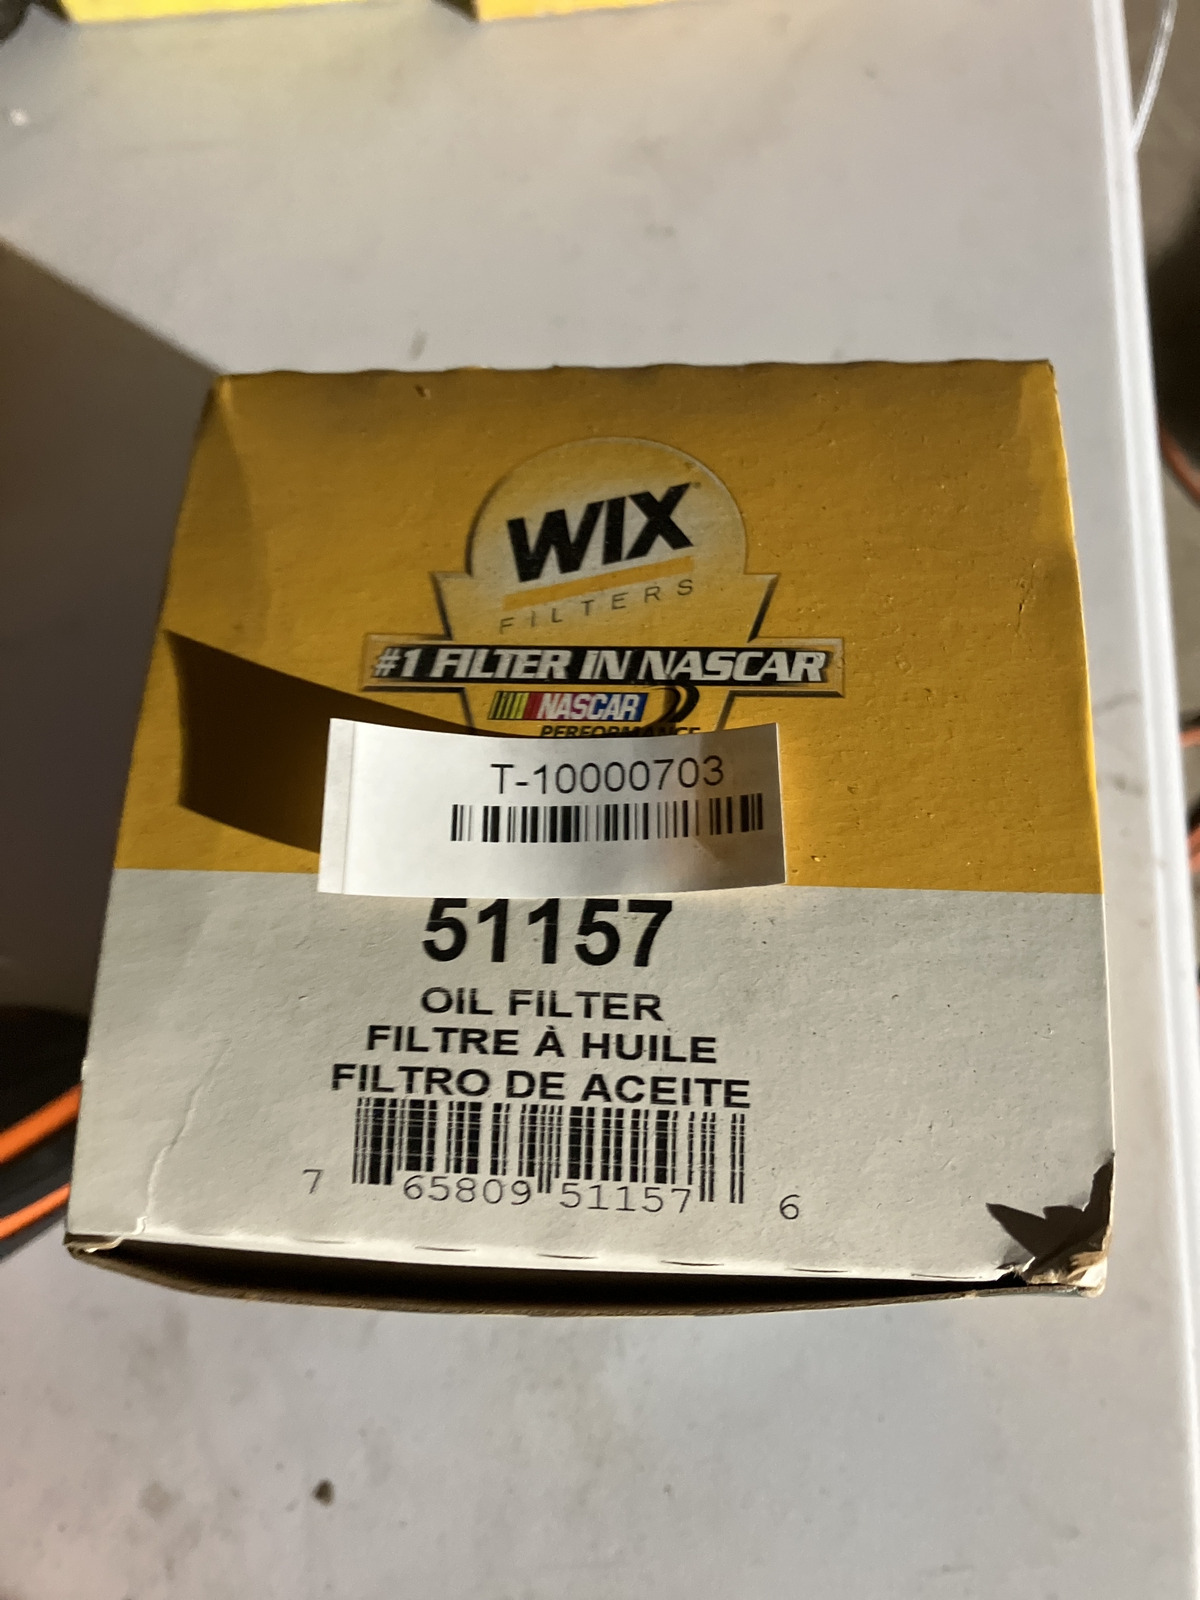 WIX
FILTERS
#1 FILTER IN NASCAR
NASCAR
PERFORMANCE
T-10000703
51157
OIL FILTER
FILTRE À HUILE
FILTRO DE ACEITE
7 65809 51157 6